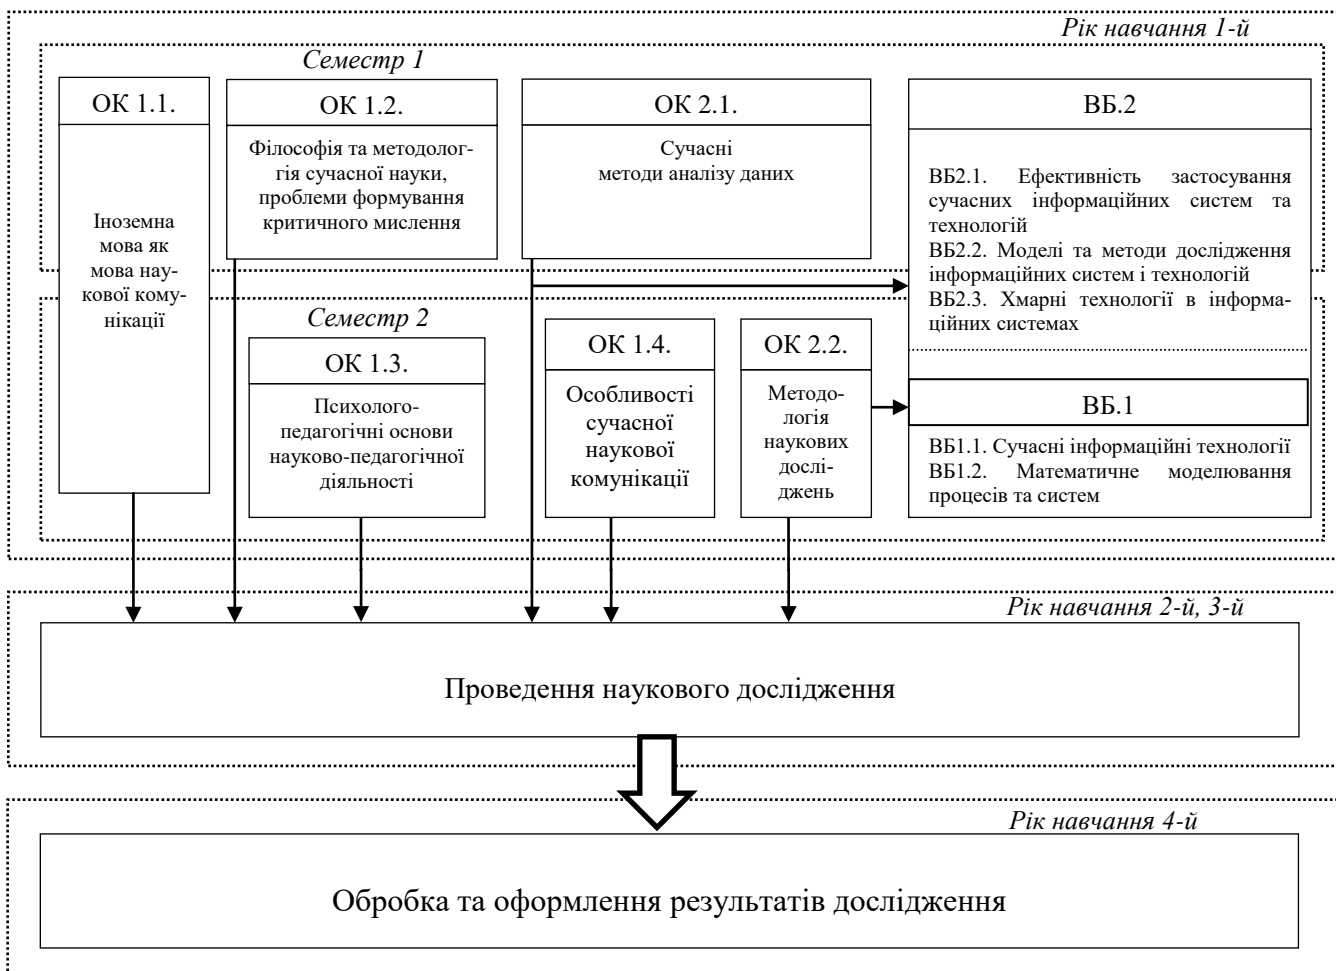 Рік навчання 1-й
Семестр 1
ОК 1.1.
Іноземна
мова як
мова нау-
кової кому-
нікації
ОК 1.2.
Філософія та методоло-
гія сучасної науки,
проблеми формування
критичного мислення
ОК 2.1.
Сучасні
методи аналізу даних
ВБ.2
ВБ2.1. Ефективність застосування
сучасних інформаційних систем та
технологій
ВБ2.2. Моделі та методи дослідження
інформаційних систем і технологій
ВБ2.3. Хмарні технології в інформа-
ційних системах
Семестр 2
ОК 1.3.
Психолого-
педагогічні основи
науково-педагогічної
діяльності
ОК 1.4.
Особливості
сучасної
наукової
комунікації
ОК 2.2.
Методо-
логія
наукових
дослі-
джень
ВБ.1
ВБ1.1. Сучасні інформаційні технології
ВБ1.2. Математичне моделювання
процесів та систем
Рік навчання 2-й, 3-й
Проведення наукового дослідження
Рік навчання 4-й
Обробка та оформлення результатів дослідження